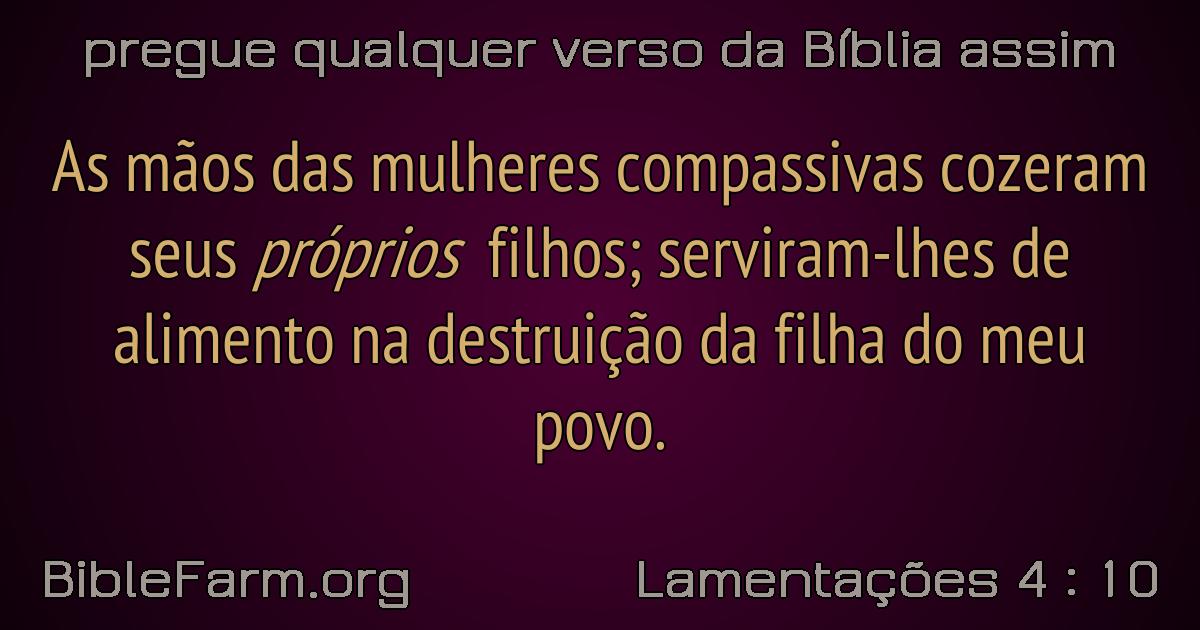 pregue qualquer verso da Bíblia assim
As mãos das mulheres compassivas cozeram
seus próprios filhos; serviram-lhes de
alimento na destruição da filha do meu
povo.
BibleFarm.org
Lamentações 4 : 10